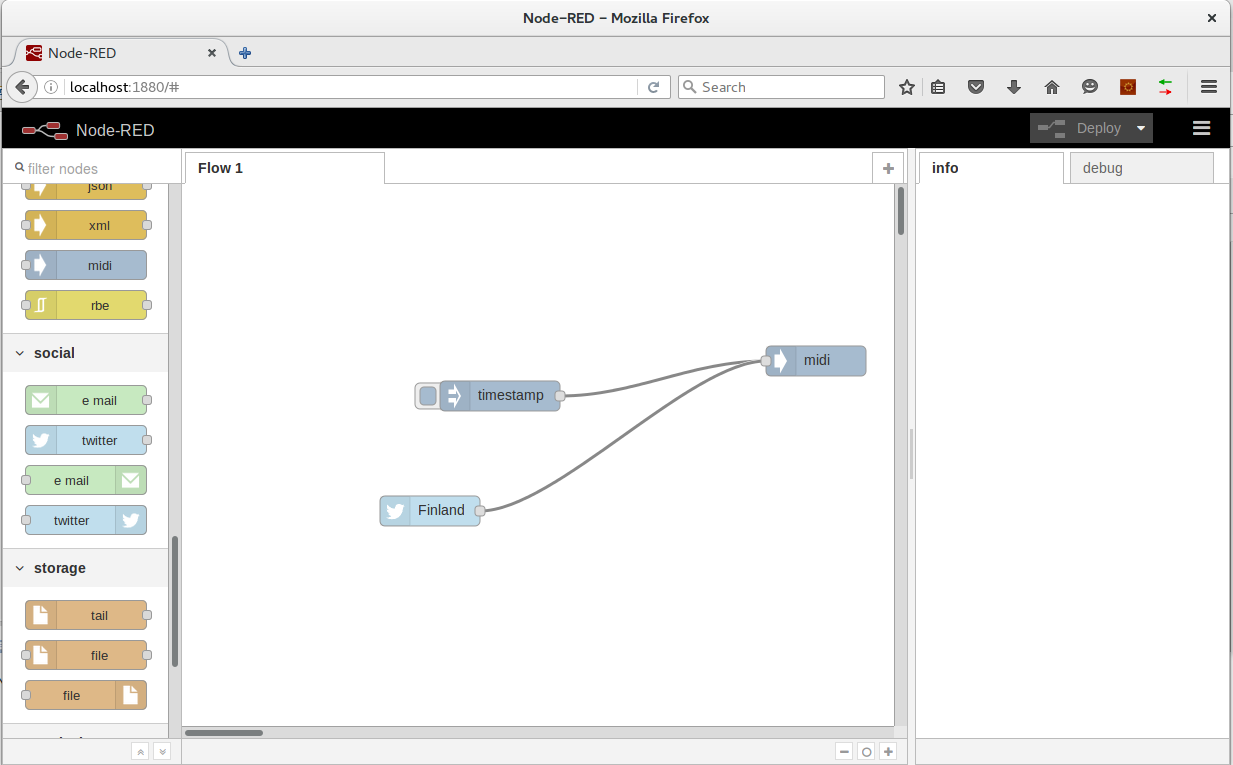 Node-RED - Mozilla Firefox
Node-RED
localhost:1880/#
Search
Node-RED
Deploy
filter nodes
Flow 1
info
debug
json
xml
midi
rbe
social
e mail
twitter
e mail
twitter
storage
tail
file
file
midi
timestamp
Finland